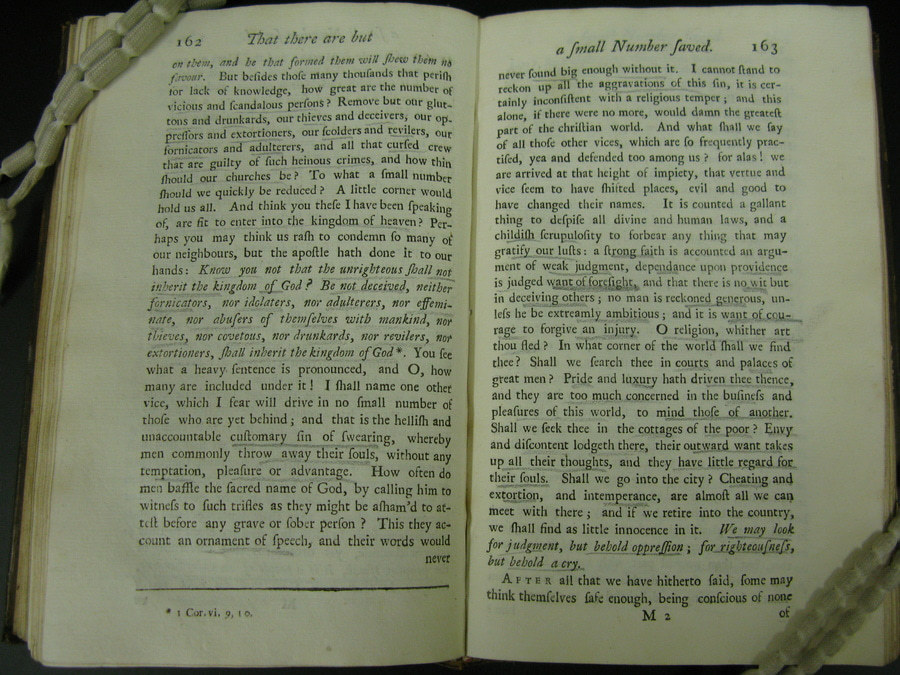 162 That there are but
en them, and he that formed them will ſhew them no
favour. But beſides thoſe many thouſands that periſh
for lack of knowledge, how great are the number of
vicious and ſcandalous perſons? Remove but our glut-
tons and drunkards, our thieves and deceivers, our op-
preſſors and extortioners, our ſcolders and revilers, our
fornicators and adulterers, and all that curſed crew
that are guilty of ſuch heinous crimes, and how thin
ſhould our churches be? To what a ſmall number
ſhould we quickly be reduced? A little corner would
hold us all. And think you theſe I have been ſpeaking
of, are fit to enter into the kingdom of heaven? Per-
haps you may think us raſh to condemn ſo many of
our neighbours, but the apoſtle hath done it to our
hands: Know you not that the unrighteous ſhall not
inherit the kingdom of God? Be not deceived, neither
fornicators, nor idolaters, nor adulterers, nor effemi-
nate, nor abuſers of themſelves with mankind, nor
thieves, nor covetous, nor drunkards, nor revilers, nor
extortioners, ſhall inherit the kingdom of God*. You ſee
what a heavy ſentence is pronounced, and O, how
many are included under it! I ſhall name one other
vice, which I fear will drive in no ſmall number of
thoſe who are yet behind; and that is the helliſh and
unaccountable cuſtomary ſin of ſwearing, whereby
men commonly throw away their ſouls, without any
temptation, pleaſure or advantage. How often do
men baffle the ſacred name of God, by calling him to
witneſs to ſuch trifles as they might be aſham'd to at-
teſt before any grave or ſober perſon? This they ac-
count an ornament of ſpeech, and their words would
never
* 1 Cor. vi. 9, 10.
a ſmall Number ſaved. 163
never ſound big enough without it. I cannot ſtand to
reckon up all the aggravations of this ſin, it is cer-
tainly inconſiſtent with a religious temper; and this
alone, if there were no more, would damn the greateſt
part of the chriſtian world. And what ſhall we ſay
of all thoſe other vices, which are ſo frequently prac-
tiſed, yea and defended too among us? for alas! we
are arrived at that height of impiety, that vertue and
vice ſeem to have ſhifted places, evil and good to
have changed their names. It is counted a gallant
thing to deſpiſe all divine and human laws, and a
childiſh ſcrupuloſity to forbear any thing that may
gratify our luſts: a ſtrong faith is accounted an argu-
ment of weak judgment, dependance upon providence
is judged want of forſight, and that there is no wit but
in deceiving others; no man is reckoned generous, un-
leſs he be extreamly ambitious; and it is want of cou-
rage to forgive an injury. O religion, whither art
thou fled? In what corner of the world ſhall we find
thee? Shall we ſearch thee in courts and palaces of
great men? Pride and luxury hath driven thee thence,
and they are too much concerned in the buſineſs and
pleaſures of this world, to mind thoſe of another.
Shall we ſeek thee in the cottages of the poor? Envy
and diſcontent lodgeth there, their outward want takes
up all their thoughts, and they have little regard for
their ſouls. Shall we go into the city? Cheating and
extortion, and intemperance, are almoſt all we can
meet with there; and if we retire into the country,
we ſhall find as little innocence in it. We may look
for judgment, but behold oppreſſion; for righteouſneſs,
but behold a cry.
AFTER all that we have hitherto ſaid, ſome may
think themſelves ſafe enough, being conſcious of none
M 2 of